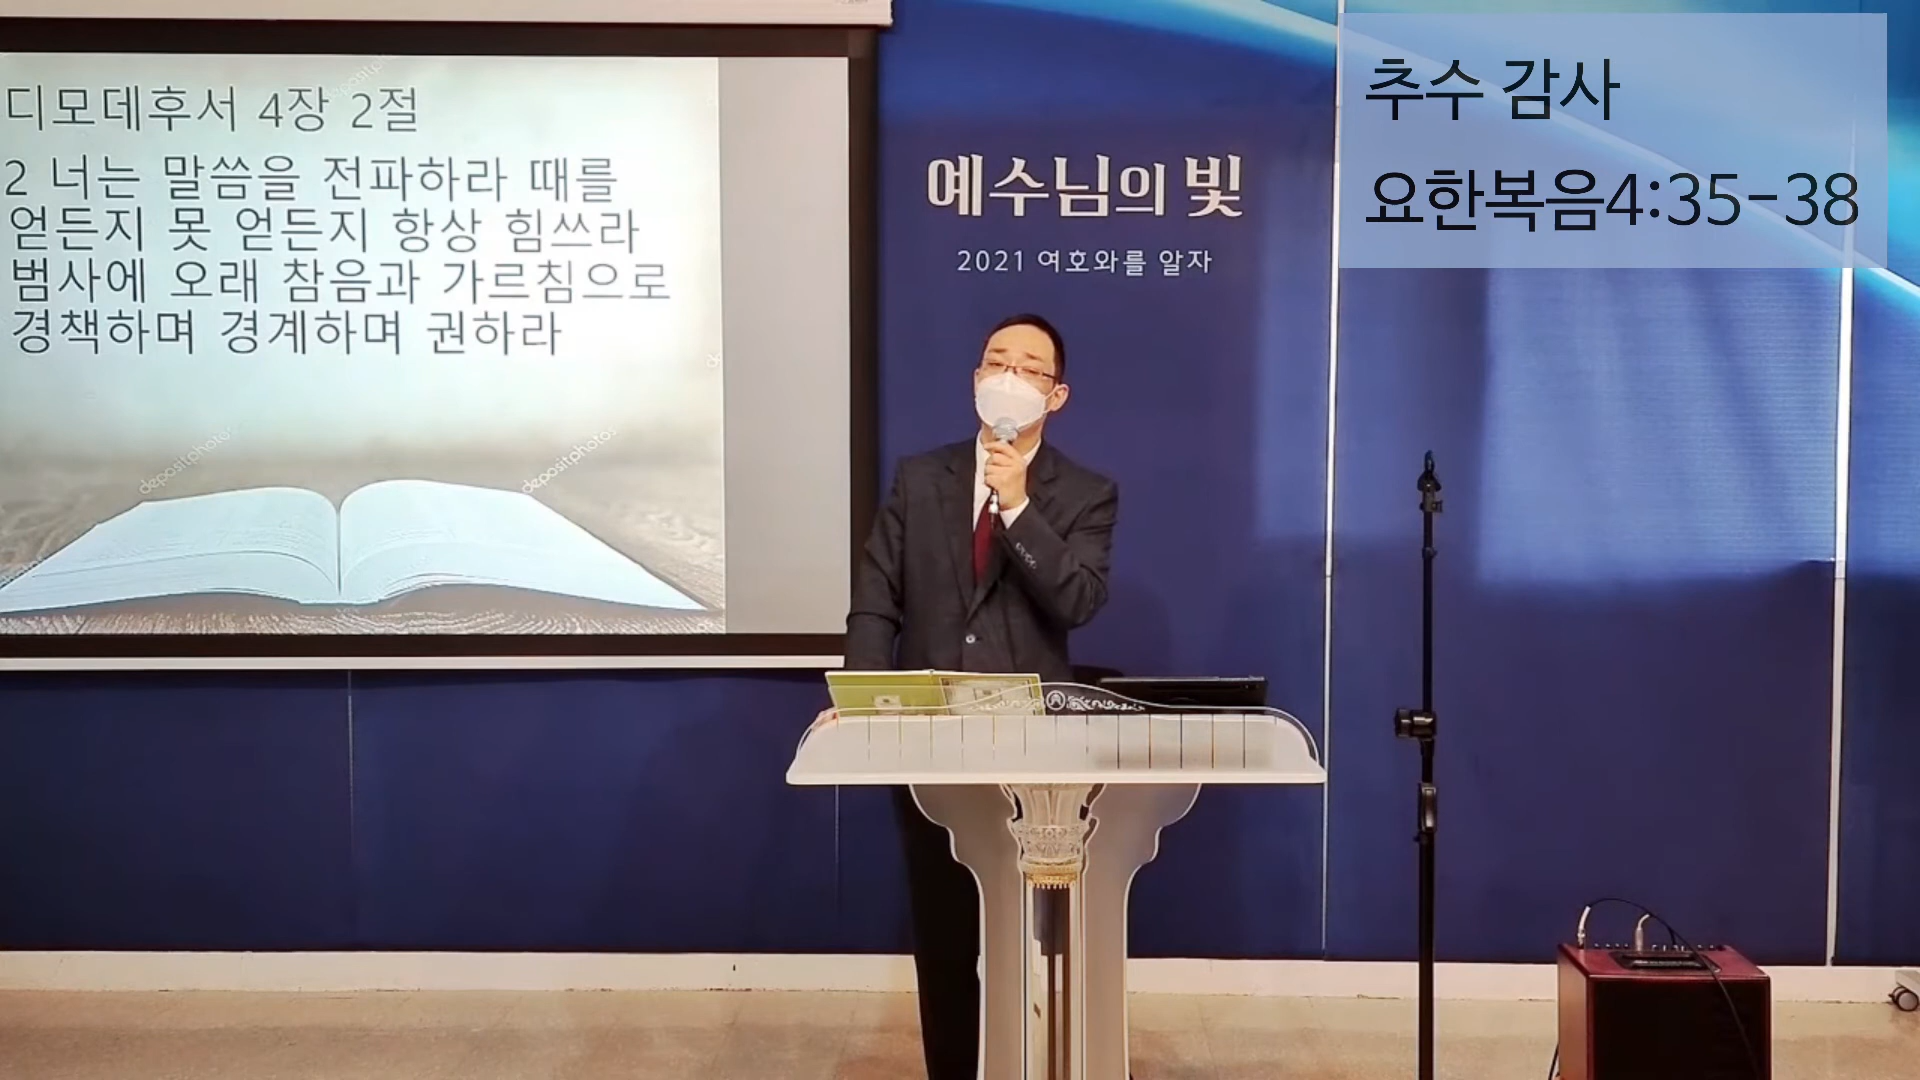 디모데후서 4장 2절
2 너는 말씀을 전파하라 때를
얻든지 못 얻든지 항상 힘쓰라
범사에 오래 참음과 가르침으로
경책하며 경계하며 권하라
depositphotos
depositphotos
예수님의 빛
2021 여호와를 알자
추수 감사
요한복음4:35-38